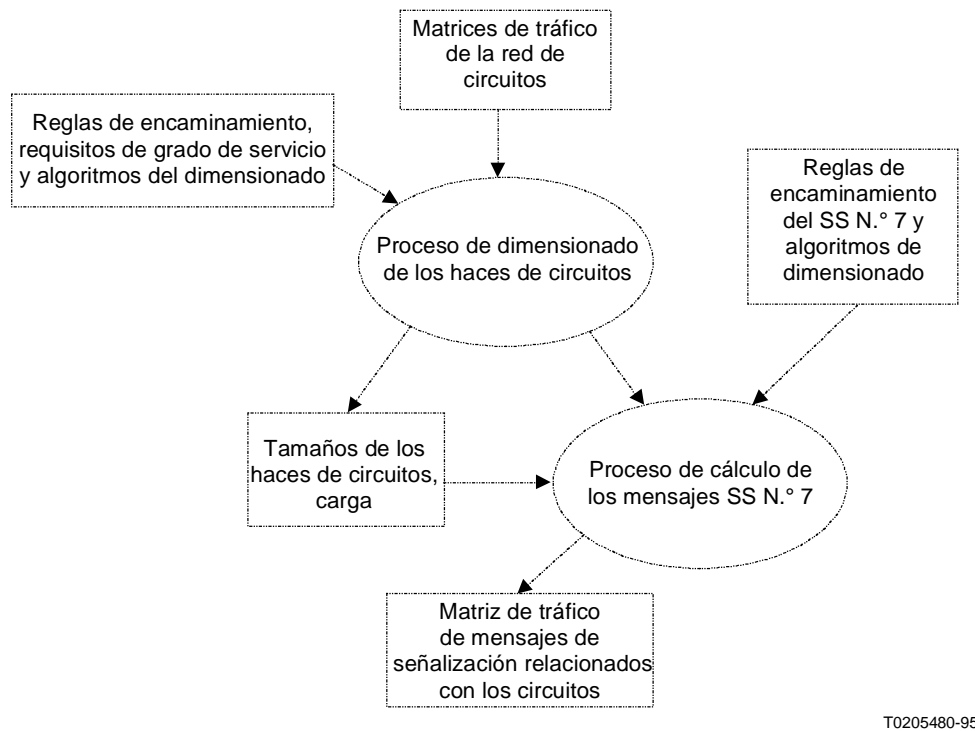 Matrices de tráfico
de la red de
circuitos
Reglas de encaminamiento,
requisitos de grado de servicio
y algoritmos del dimensionado
Reglas de
encaminamiento
del SS N.° 7 y
algoritmos de
dimensionado
Proceso de dimensionado
de los haces de circuitos
Tamaños de los
haces de circuitos,
carga
Proceso de cálculo de
los mensajes SS N.° 7
Matriz de tráfico
de mensajes de
señalización relacionados
con los circuitos
T0205480-95